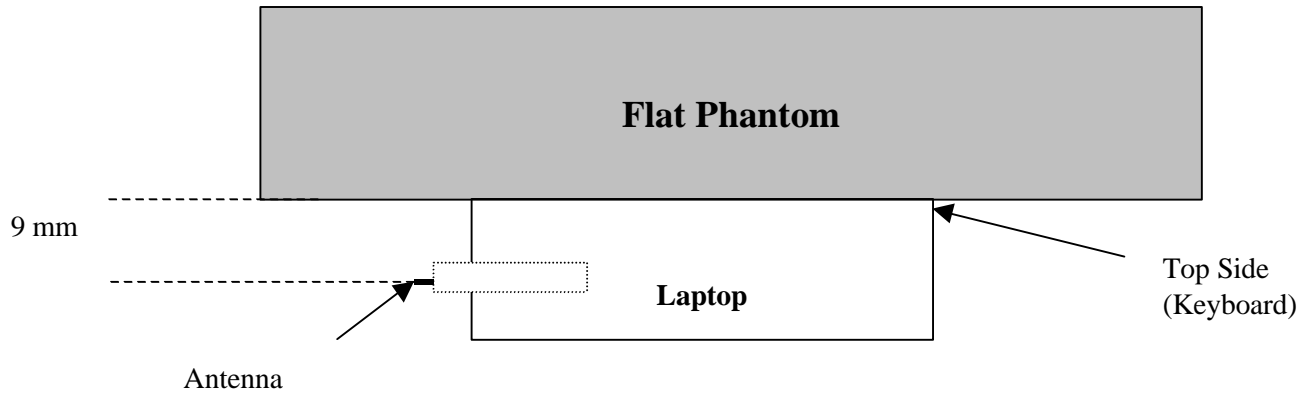 Flat Phantom
9 mm
Laptop
Top Side
(Keyboard)
Antenna